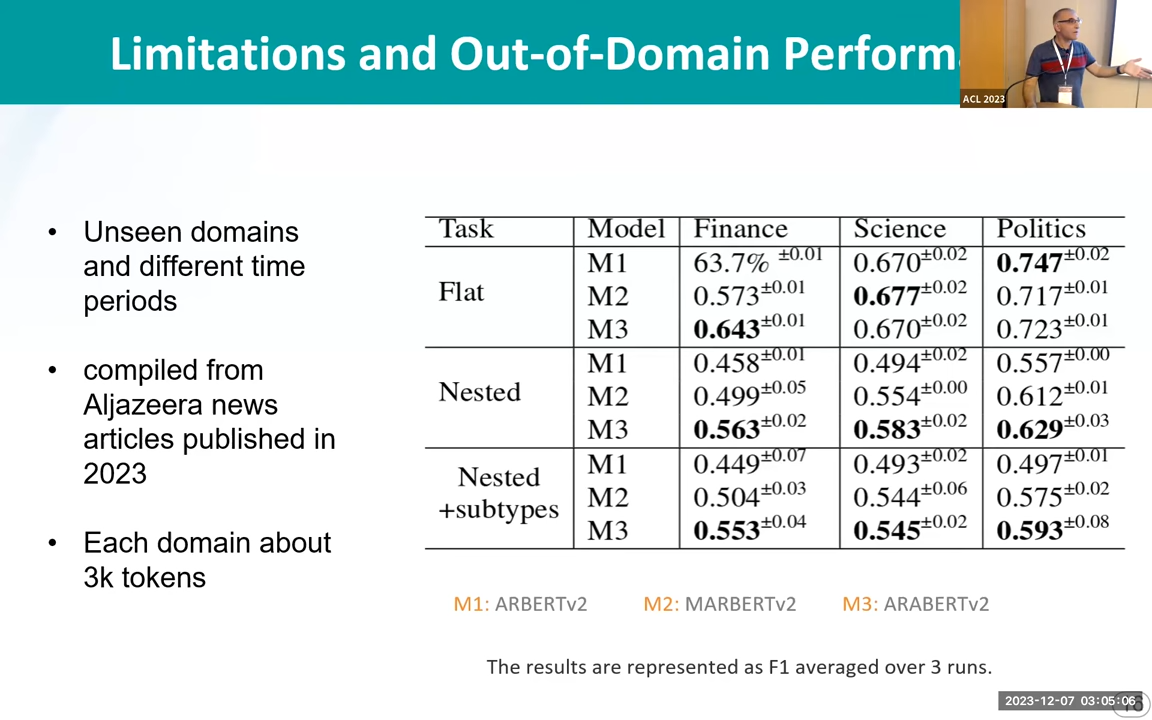 Limitations and Out-of-Domain Perform
ACL 2023
• Unseen domains
and different time
periods
• compiled from
Aljazeera news
articles published in
2023
• Each domain about
3k tokens
Task Model Finance Science Politics
Flat M1 63.7% ±0.01 0.670±0.02 0.747±0.02
M2 0.573±0.01 0.677±0.02 0.717±0.01
M3 0.643±0.01 0.670±0.02 0.723±0.01
Nested M1 0.458±0.01 0.494±0.02 0.557±0.00
M2 0.499±0.05 0.554±0.00 0.612±0.01
M3 0.563±0.02 0.583±0.02 0.629±0.03
Nested +subtypes M1 0.449±0.07 0.493±0.02 0.497±0.01
M2 0.504±0.03 0.544±0.06 0.575±0.02
M3 0.553±0.04 0.545±0.02 0.593±0.08
M1: ARBERTv2 M2: MARBERTv2 M3: ARABERTv2
The results are represented as F1 averaged over 3 runs.
2023-12-07 03:05:06